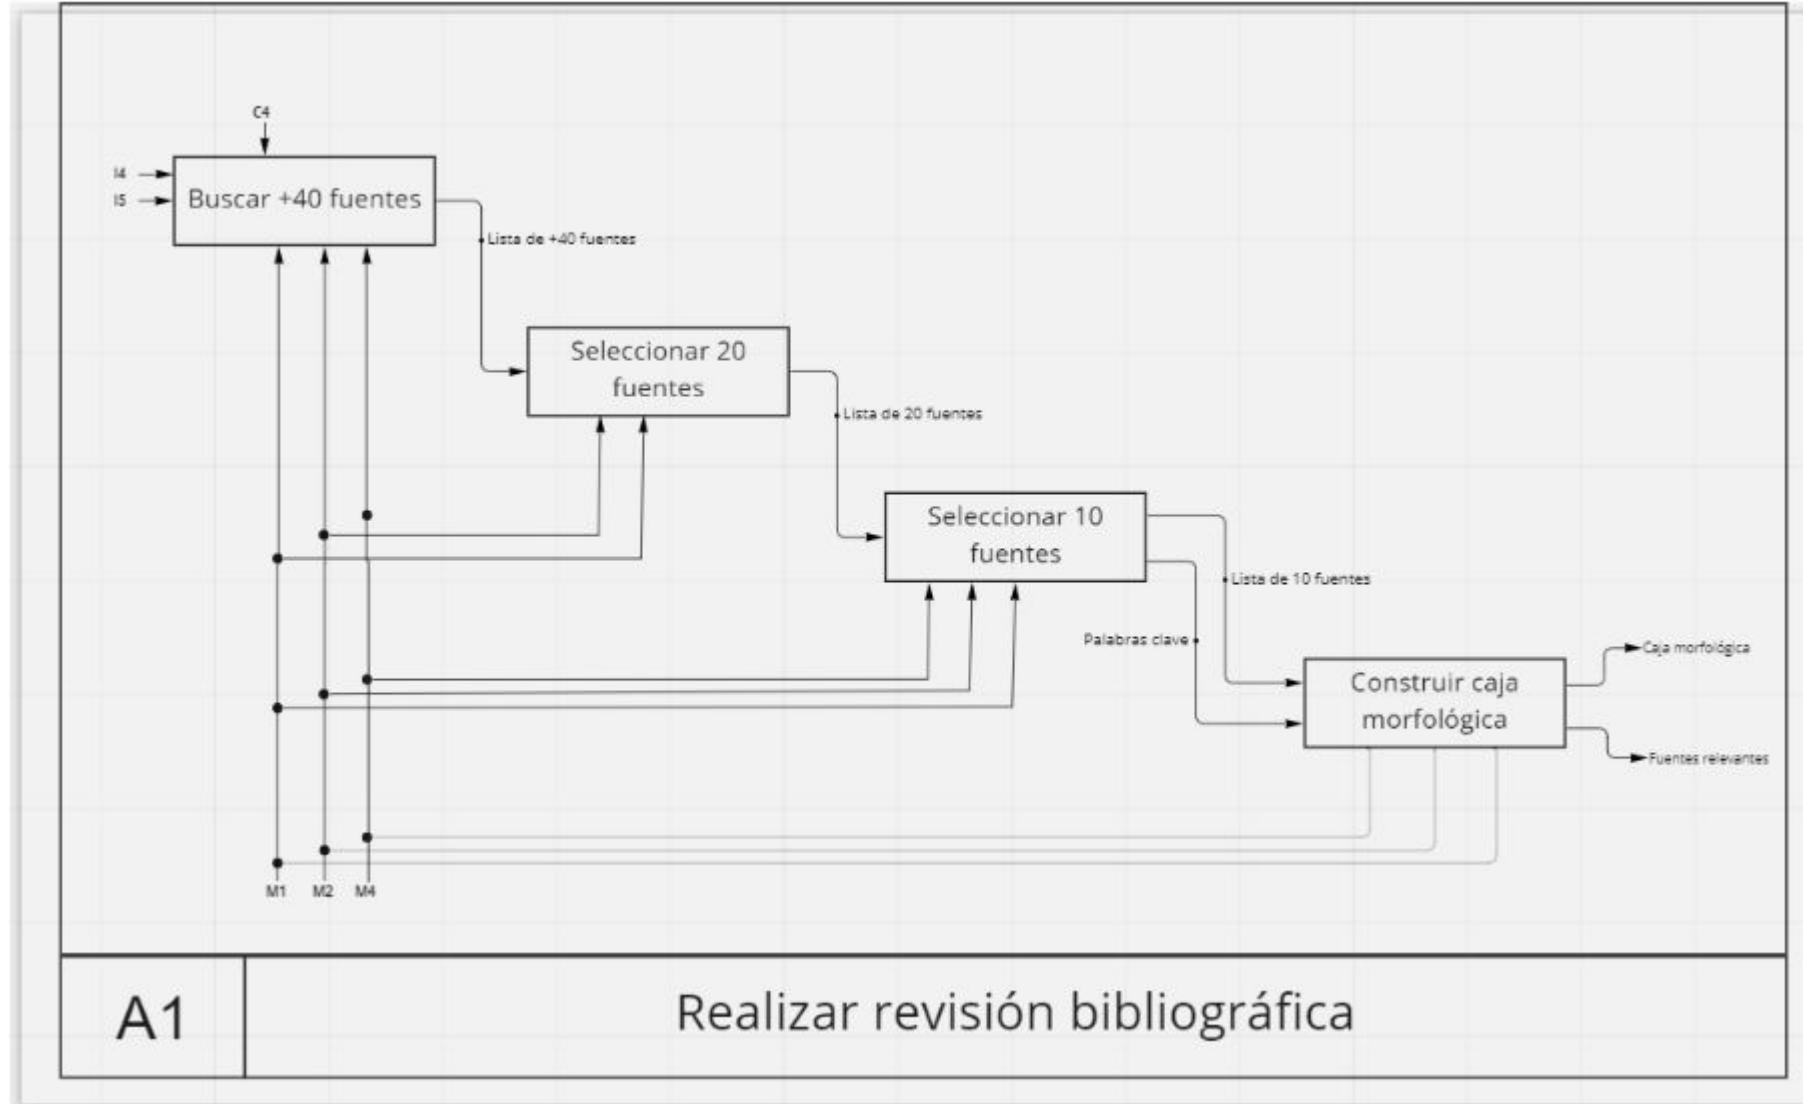 C4
I4
I5
Buscar +40 fuentes
Lista de +40 fuentes
Seleccionar 20
fuentes
Lista de 20 fuentes
Seleccionar 10
fuentes
Lista de 10 fuentes
Palabras clave
Construir caja
morfológica
Caja morfológica
Fuentes relevantes
M1
M2
M4
A1
Realizar revisión bibliográfica